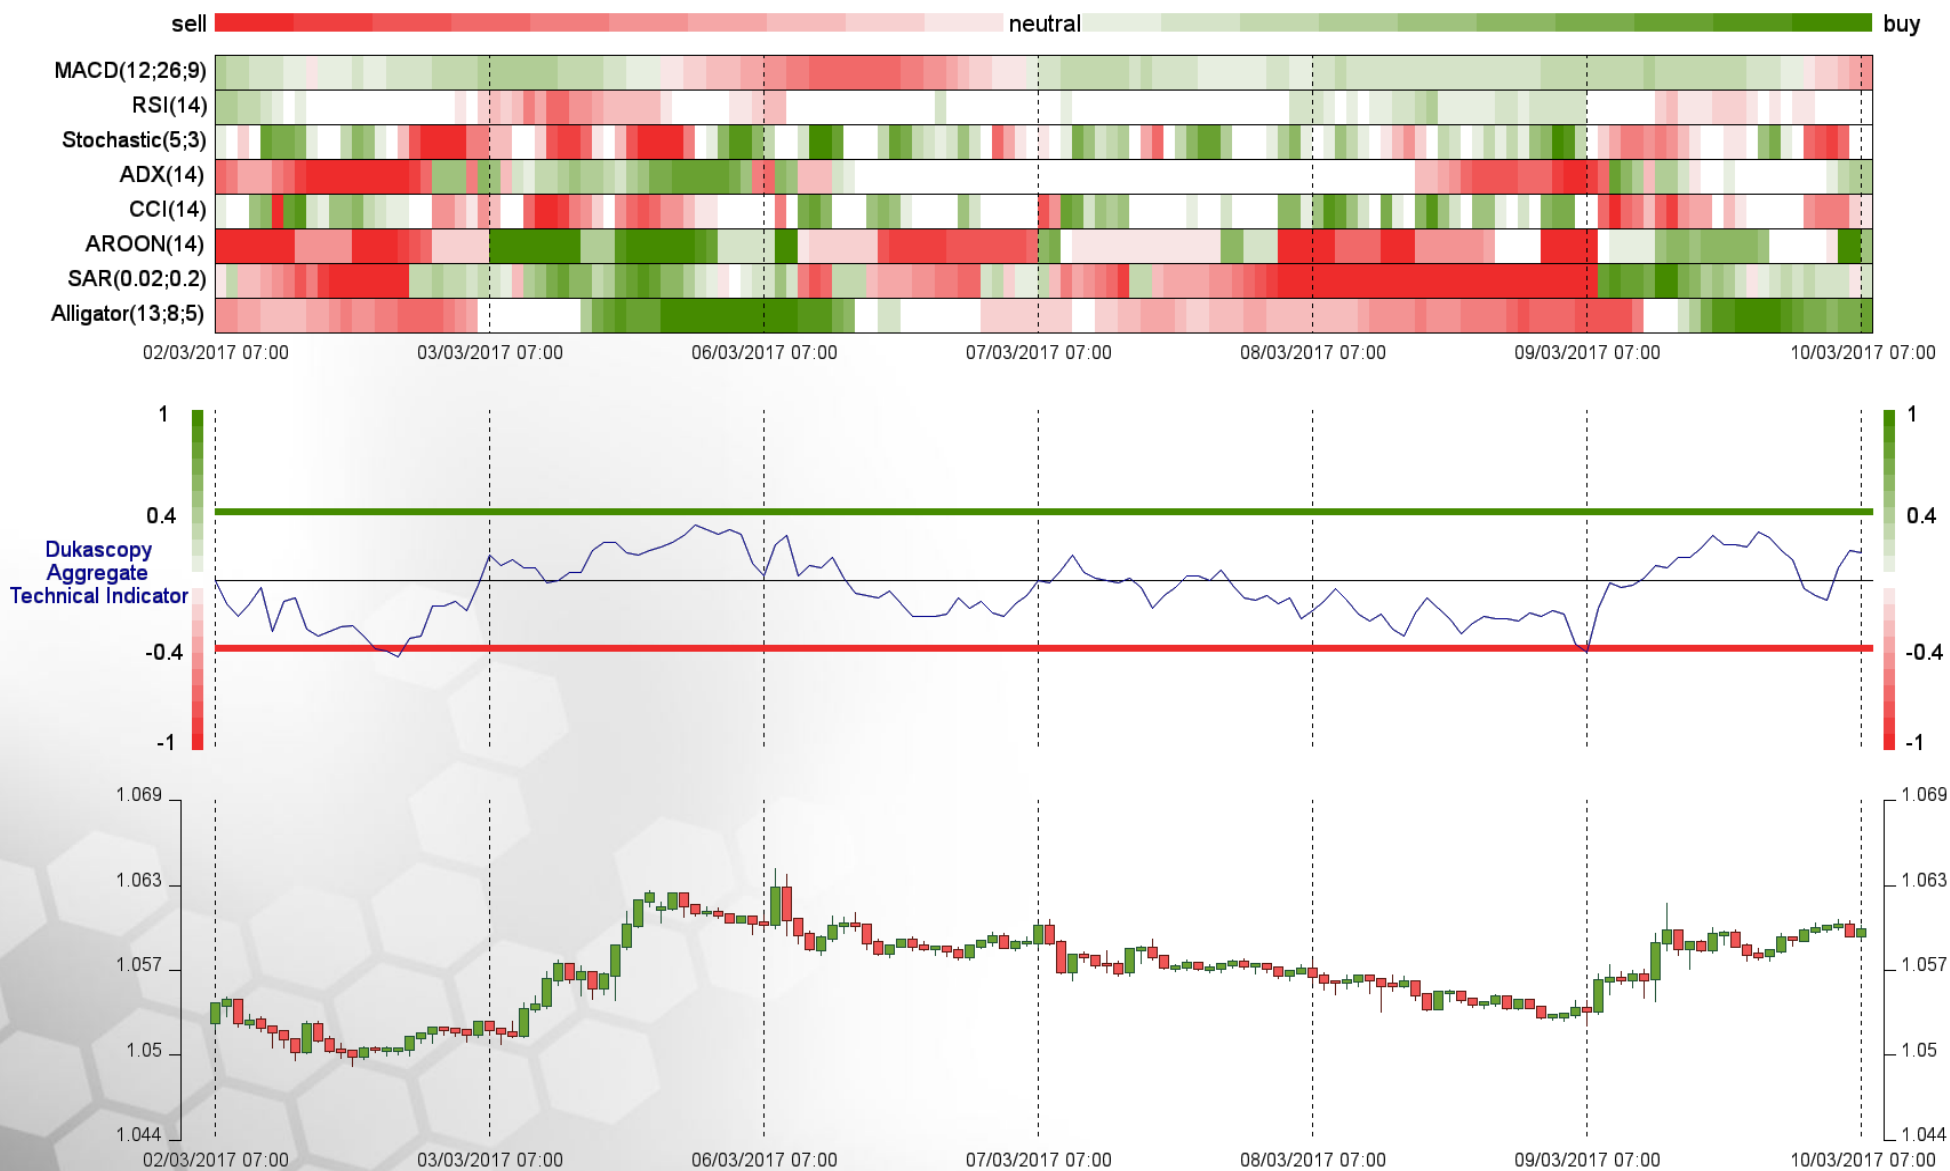 sell neutral buy
MACD(12;26;9)
RSI(14)
Stochastic(5;3)
ADX(14)
CCI(14)
AROON(14)
SAR(0.02;0.2)
Alligator(13;8;5)
02/03/2017 07:00 03/03/2017 07:00 06/03/2017 07:00 07/03/2017 07:00 08/03/2017 07:00 09/03/2017 07:00 10/03/2017 07:00
1 1
0.4 0.4
Dukascopy
Aggregate
Technical Indicator
-0.4 -0.4
-1 -1
1.069 1.069
1.063 1.063
1.057 1.057
1.05 1.05
1.044 1.044
02/03/2017 07:00 03/03/2017 07:00 06/03/2017 07:00 07/03/2017 07:00 08/03/2017 07:00 09/03/2017 07:00 10/03/2017 07:00